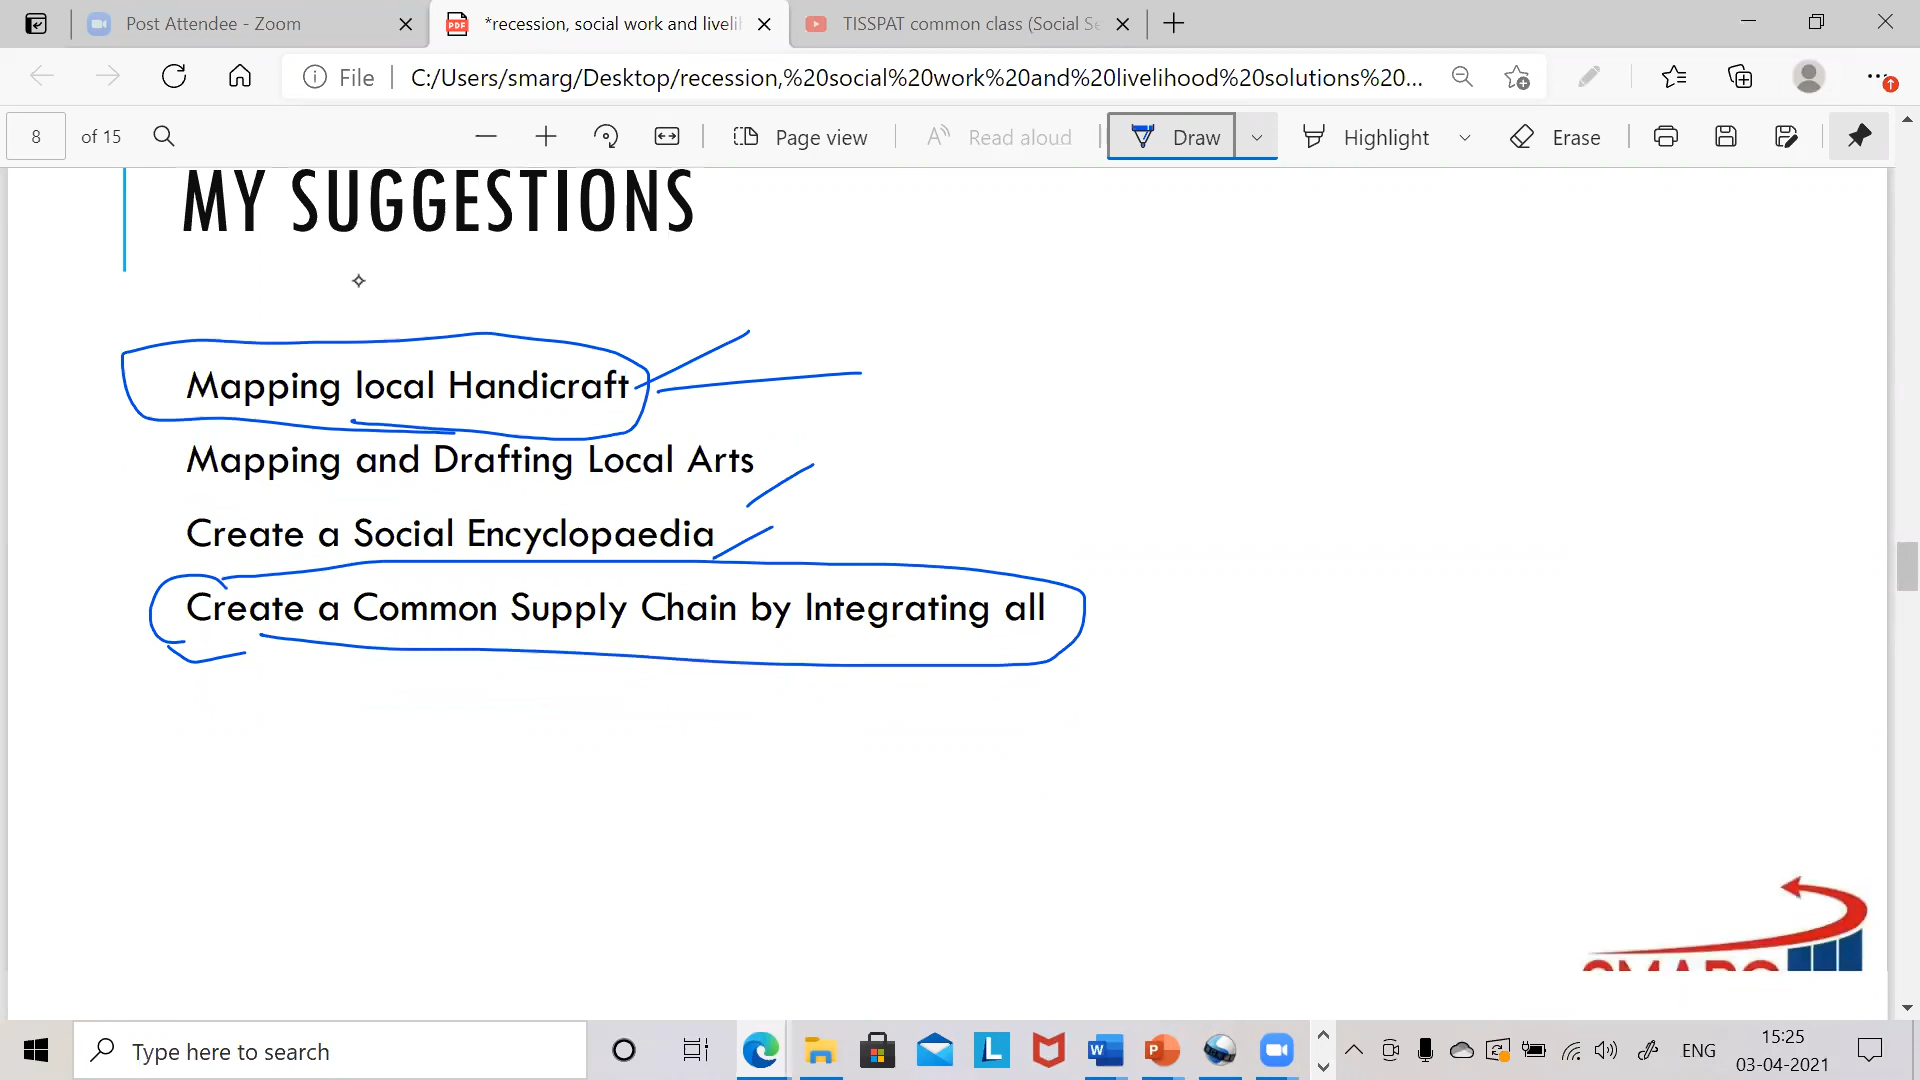 Post Attendee - Zoom
*recession, social work and liveli
TISSPAT common class (Social Se
File
C:/Users/smarg/Desktop/recession,%20social%20work%20and%20livelihood%20solutions%20...
8 of 15
Page view
Read aloud
Draw
Highlight
Erase
MY SUGGESTIONS
Mapping local Handicraft
Mapping and Drafting Local Arts
Create a Social Encyclopaedia
Create a Common Supply Chain by Integrating all
Type here to search
ENG
15:25
03-04-2021